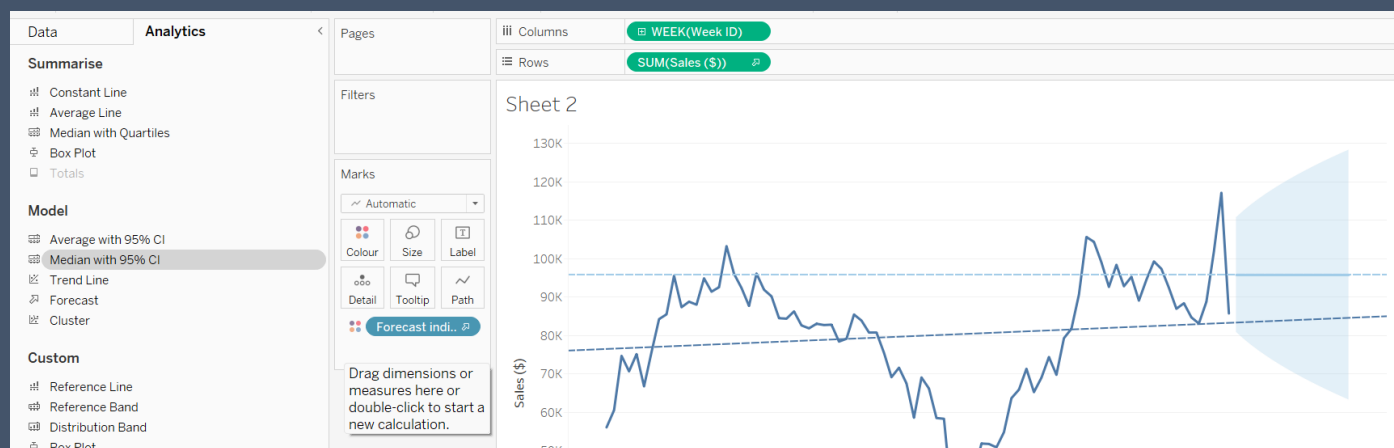 Data
Analytics
Summarise
Constant Line
Average Line
Median with Quartiles
Box Plot
Totals
Model
Average with 95% CI
Median with 95% CI
Trend Line
Forecast
Cluster
Custom
Reference Line
Reference Band
Distribution Band
Box Plot
Pages
Filters
Marks
Automatic
Colour
Size
Label
Detail
Tooltip
Path
Forecast indi..
Drag dimensions or
measures here or
double-click to start a
new calculation.
Columns
WEEK(Week ID)
Rows
SUM(Sales ($))
Sheet 2
130K
120K
110K
100K
90K
80K
70K
60K
50K
Sales ($)